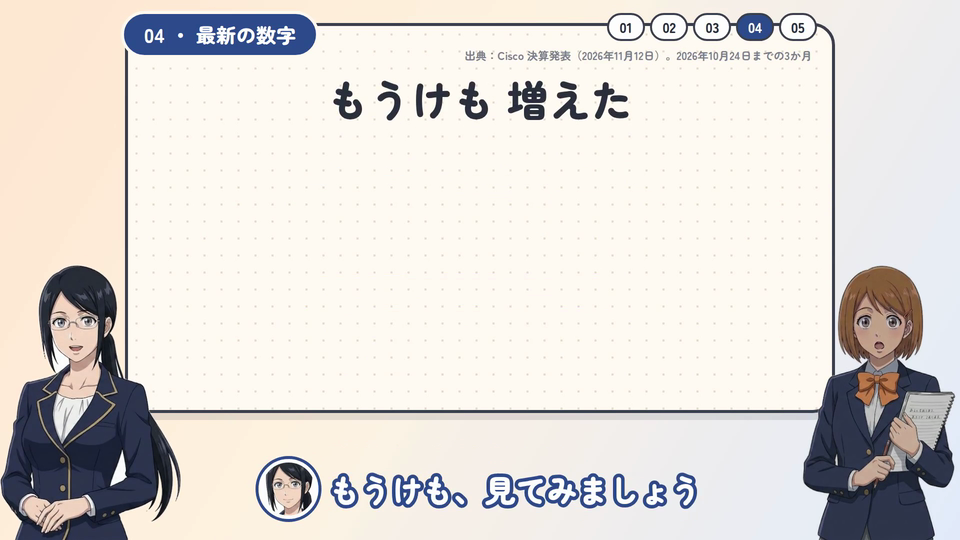 04 ・ 最新の数字
01 02 03 04 05
出典：Cisco 決算発表（2026年11月12日）。2026年10月24日までの3か月
もうけも 増えた
もうけも、見てみましょう